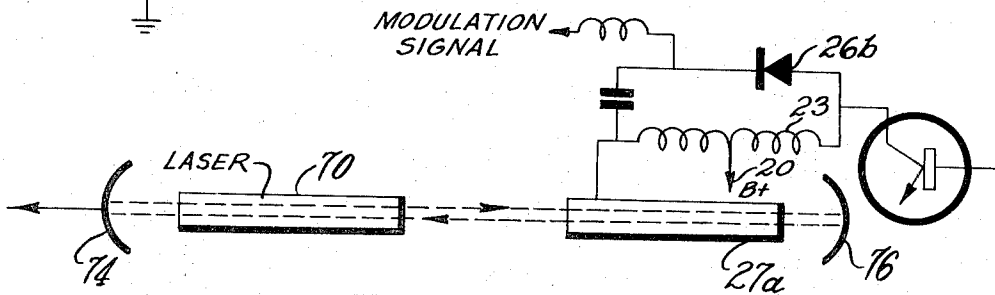 MODULATION
SIGNAL
26b
23
LASER
70
20
B+
74
27a
76